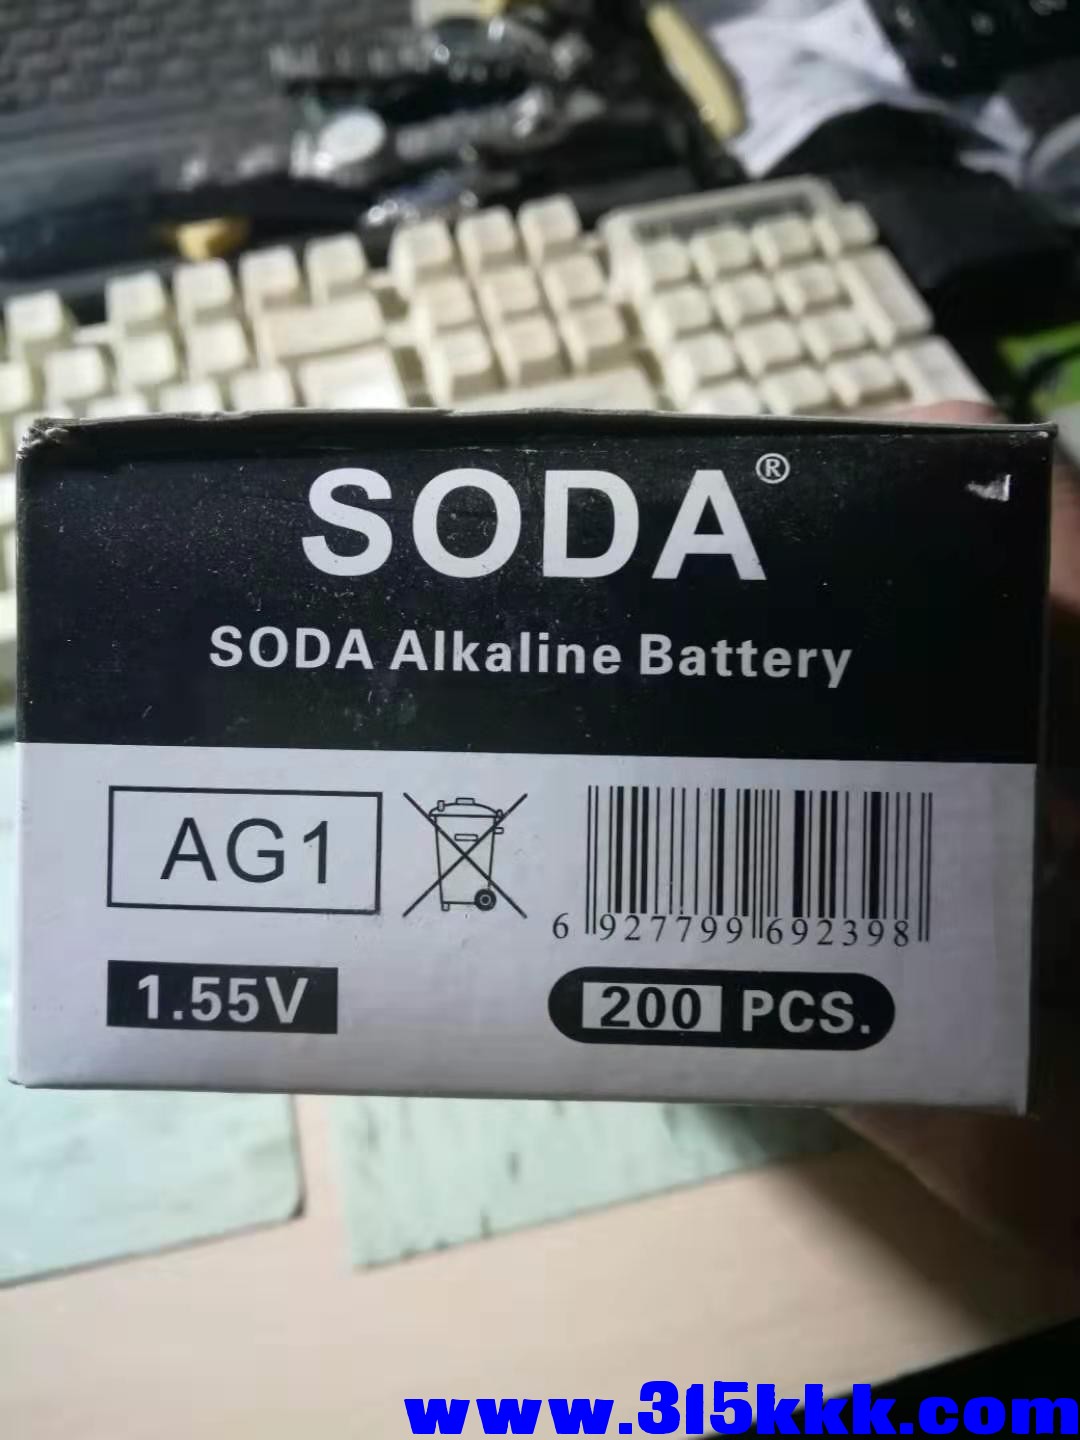 SODA®
SODA Alkaline Battery
AG1
6 927799 692398
1.55V
200 PCS.
www.315kkk.com